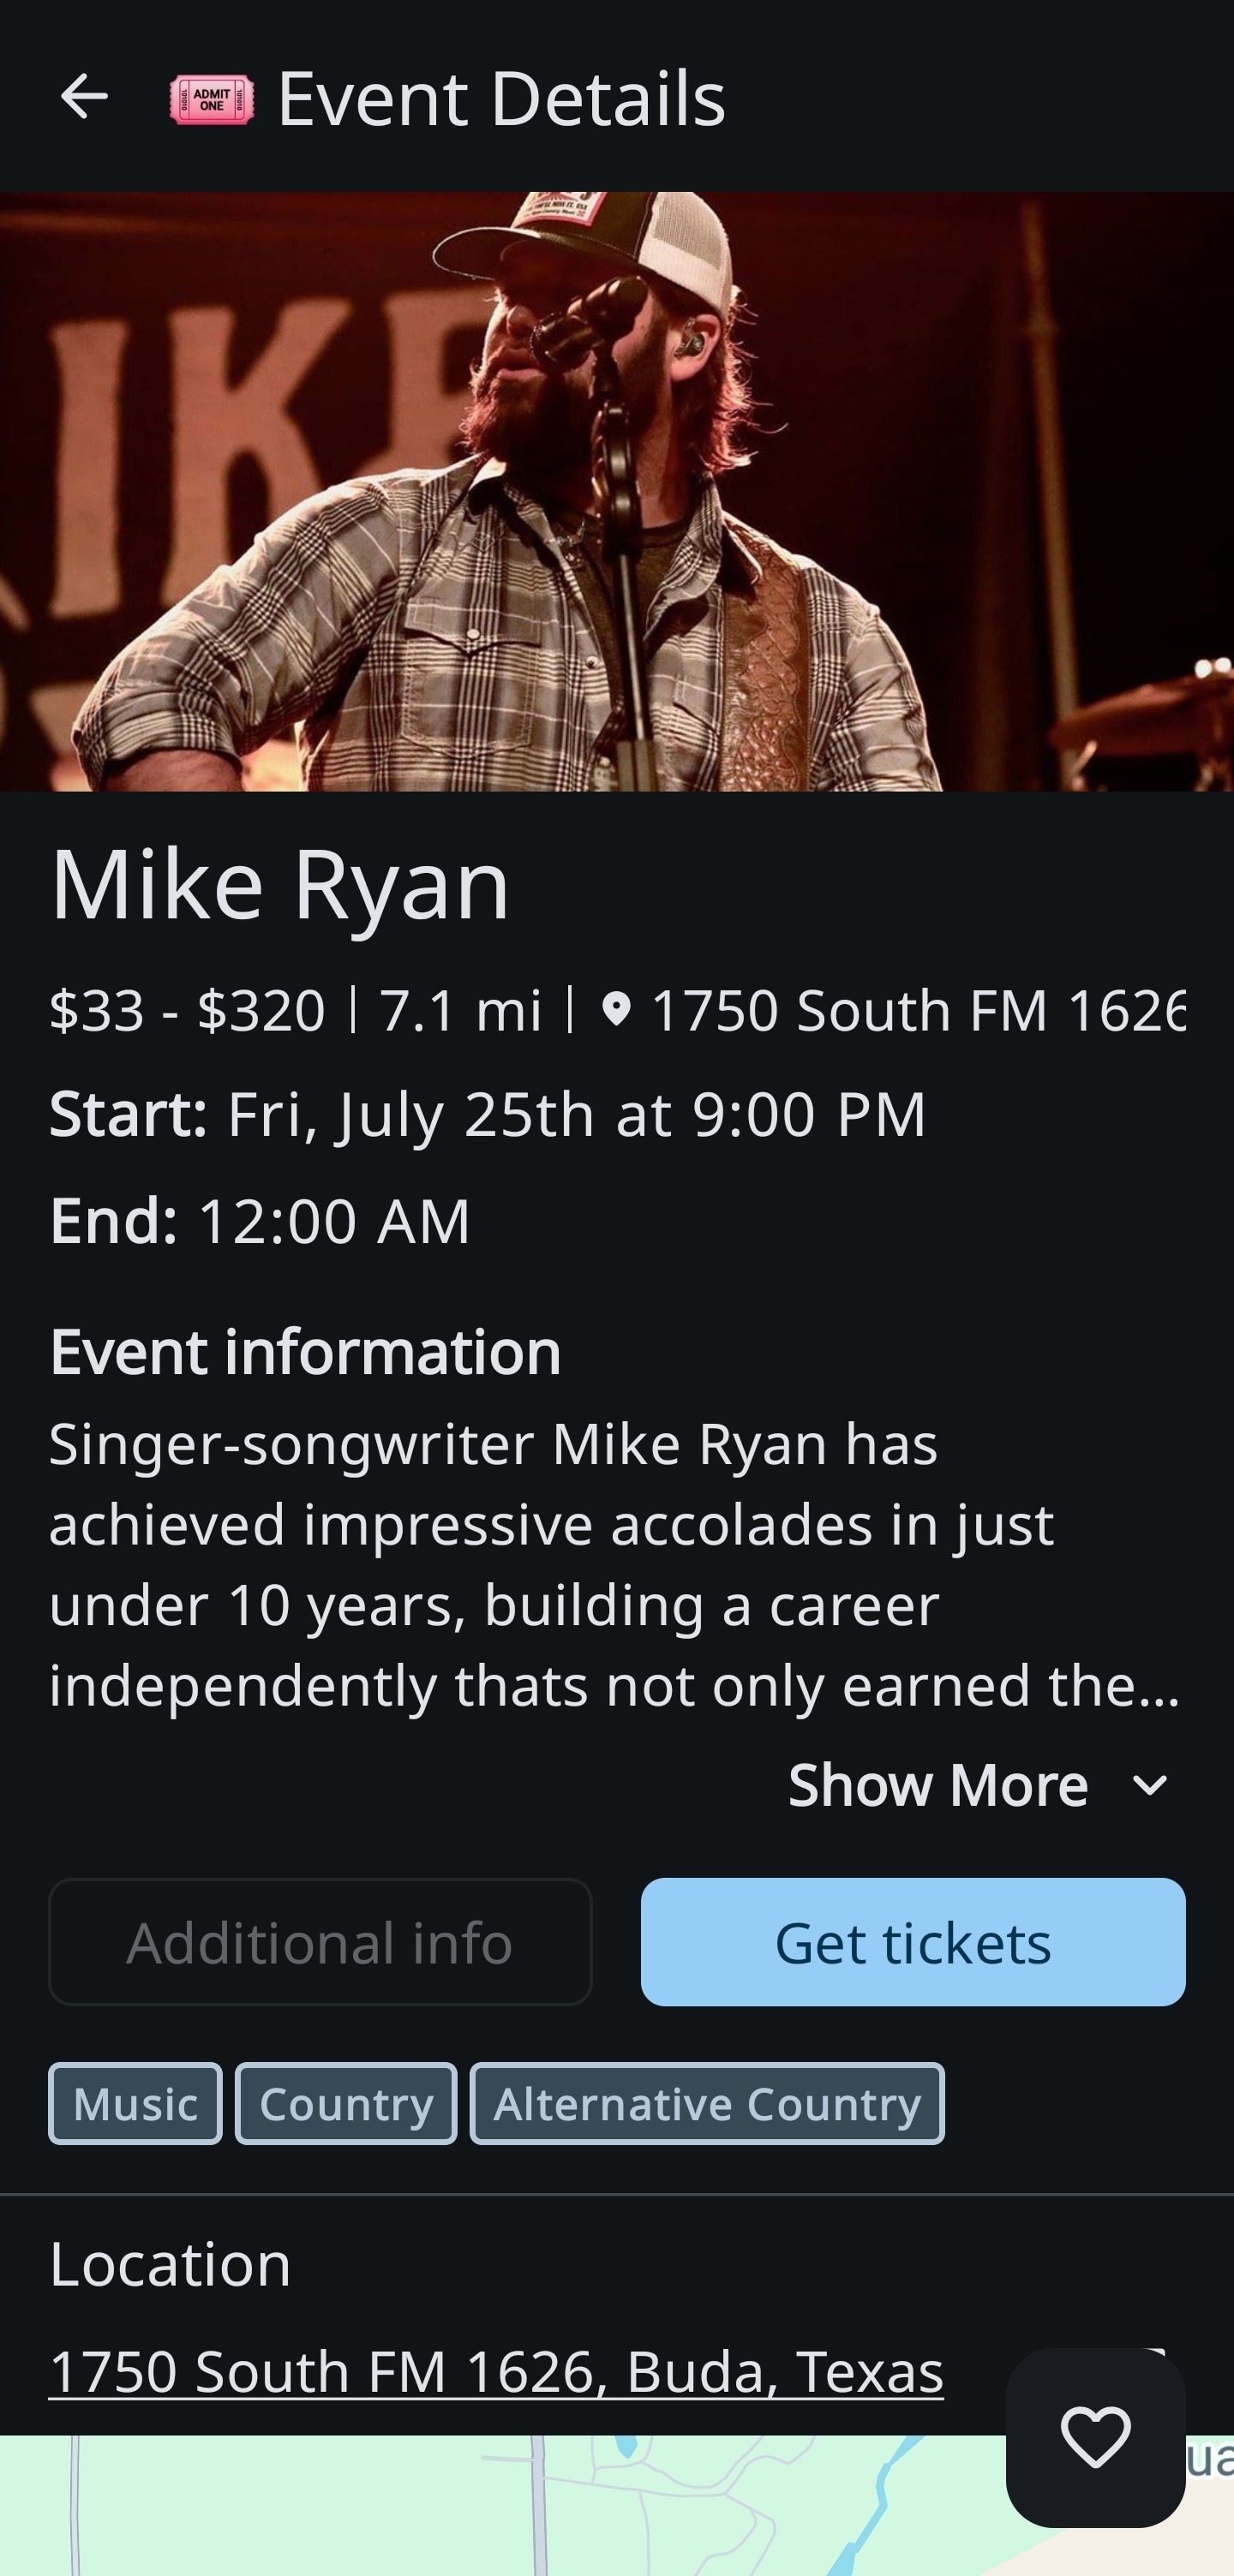 ADMIT
ONE
Event Details
IKE
Mike Ryan
$33 - $320 | 7.1 mi | 1750 South FM 1626
Start: Fri, July 25th at 9:00 PM
End: 12:00 AM
Event information
Singer-songwriter Mike Ryan has
achieved impressive accolades in just
under 10 years, building a career
independently thats not only earned the...
Show More
Additional info
Get tickets
Music
Country
Alternative Country
Location
1750 South FM 1626, Buda, Texas